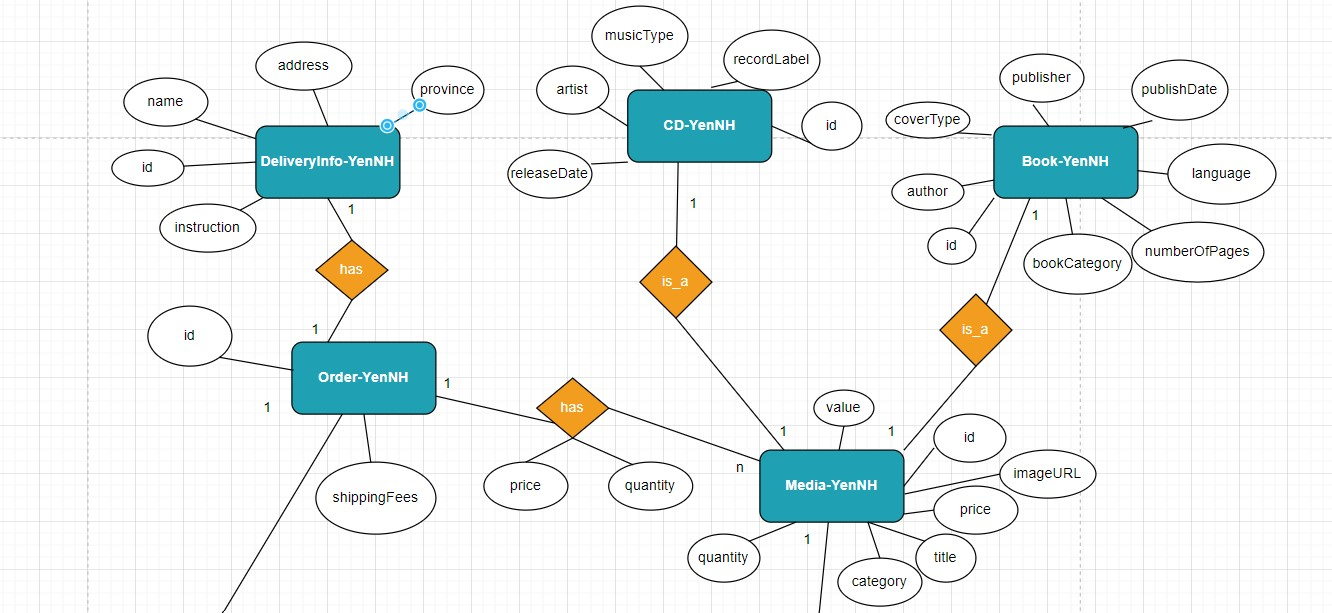 musicType
recordLabel
address
province
publisher
publishDate
name
artist
id
coverType
CD-YenNH
DeliveryInfo-YenNH
Book-YenNH
id
releaseDate
language
author
1
1
1
instruction
id
bookCategory
numberOfPages
has
is_a
is_a
1
id
Order-YenNH
1
1
has
value
1
1
id
n
imageURL
price
quantity
Media-YenNH
shippingFees
price
1
quantity
title
category